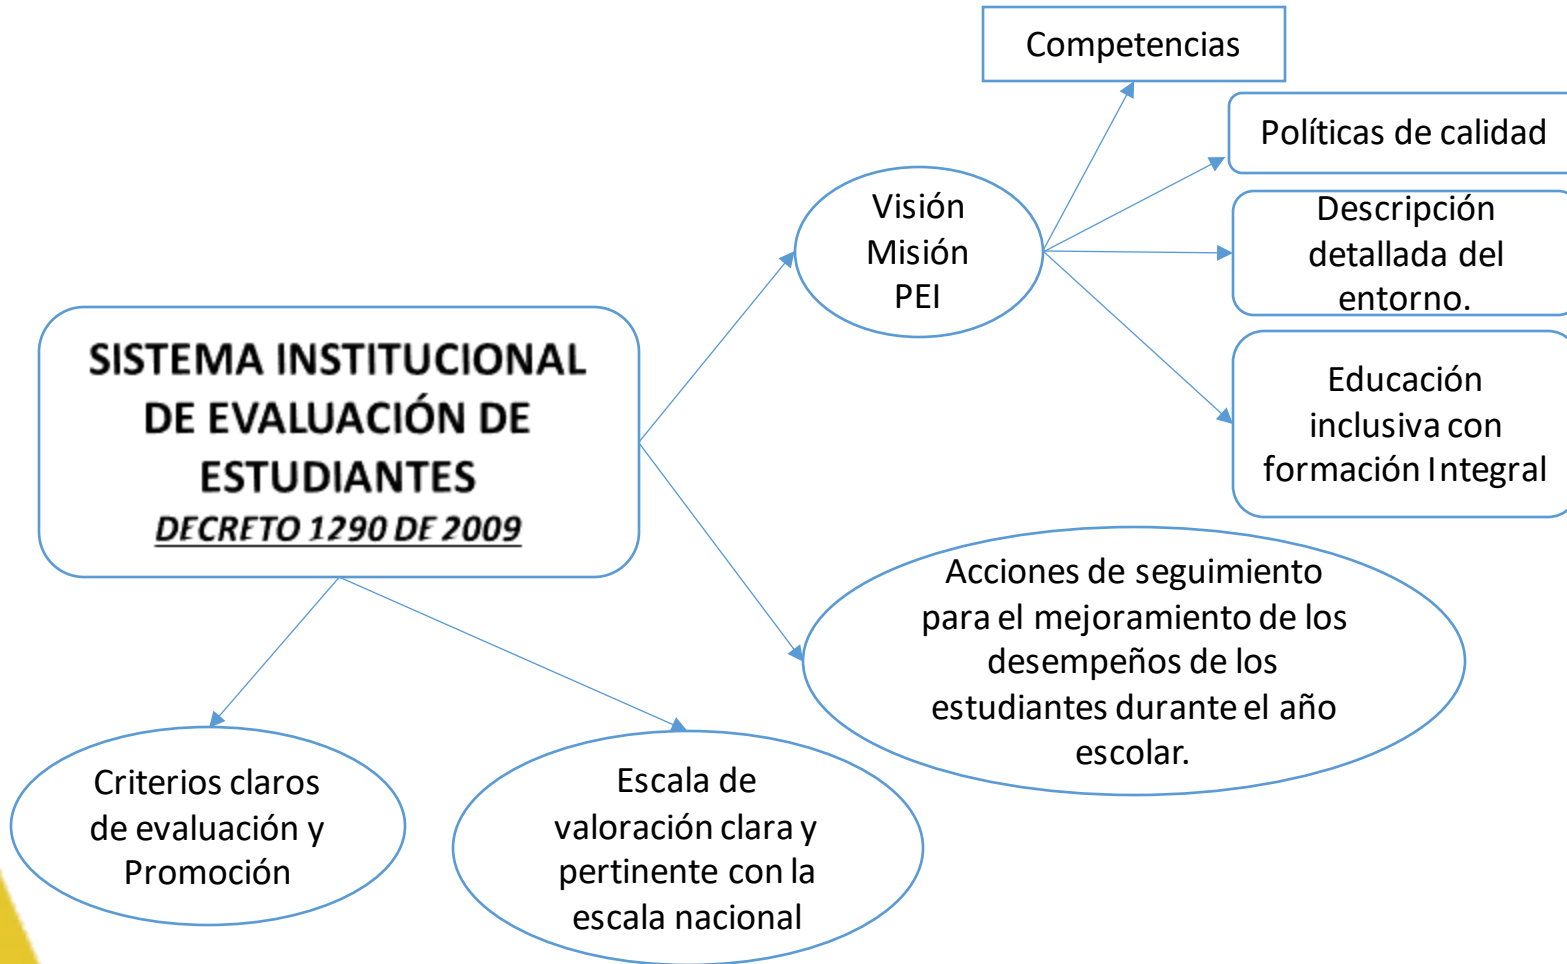 Competencias
Políticas de calidad
Visión
Misión
PEI
Descripción
detallada del
entorno.
SISTEMA INSTITUCIONAL
DE EVALUACIÓN DE
ESTUDIANTES
DECRETO 1290 DE 2009
Educación
inclusiva con
formación Integral
Acciones de seguimiento
para el mejoramiento de los
desempeños de los
estudiantes durante el año
escolar.
Criterios claros
de evaluación y
Promoción
Escala de
valoración clara y
pertinente con la
escala nacional